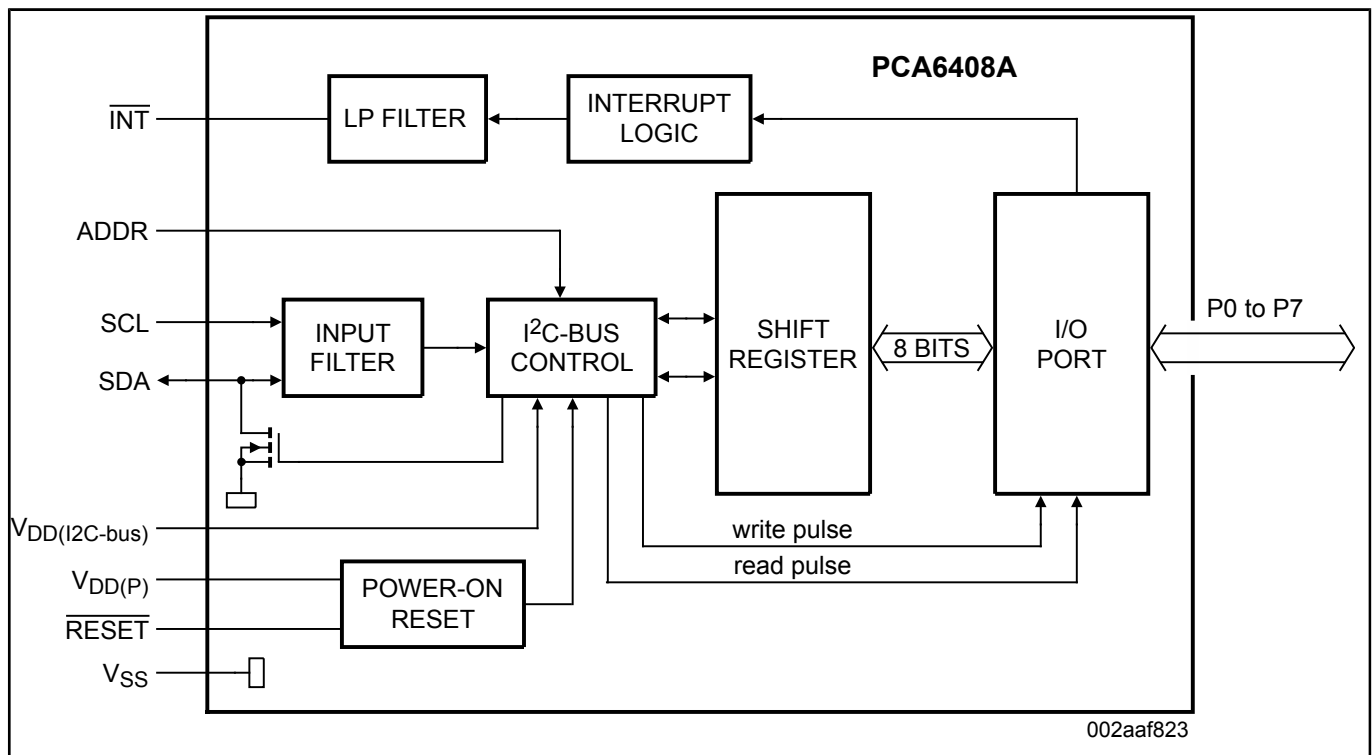 PCA6408A
INT
LP FILTER
INTERRUPT
LOGIC
ADDR
SCL
INPUT
FILTER
I2C-BUS
CONTROL
SHIFT
REGISTER
8 BITS
I/O
PORT
P0 to P7
SDA
VDD(I2C-bus)
write pulse
read pulse
VDD(P)
POWER-ON
RESET
RESET
VSS
002aaf823